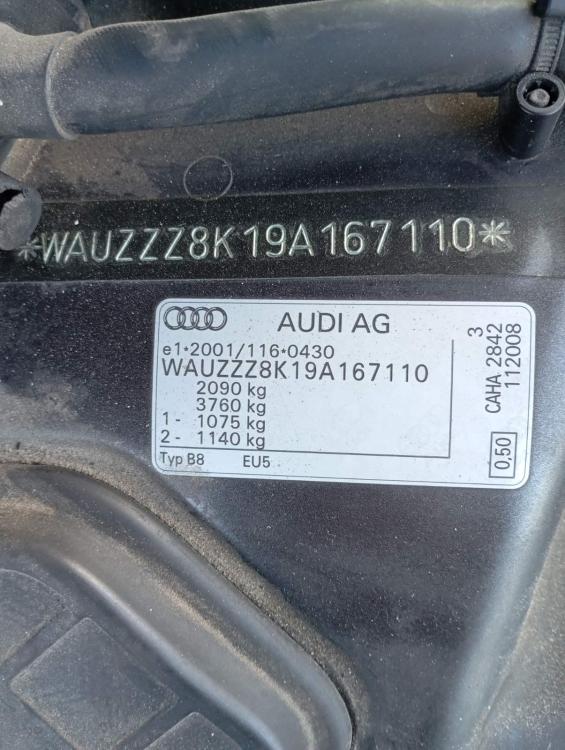 *WAUZZZ8K19A167110*
AUDI AG
e1*2001/116*0430
WAUZZZ8K19A167110
2090 kg
3760 kg
1- 1075 kg
2- 1140 kg
Typ B8 EU5
3
CAHA 2842
112008
0,50